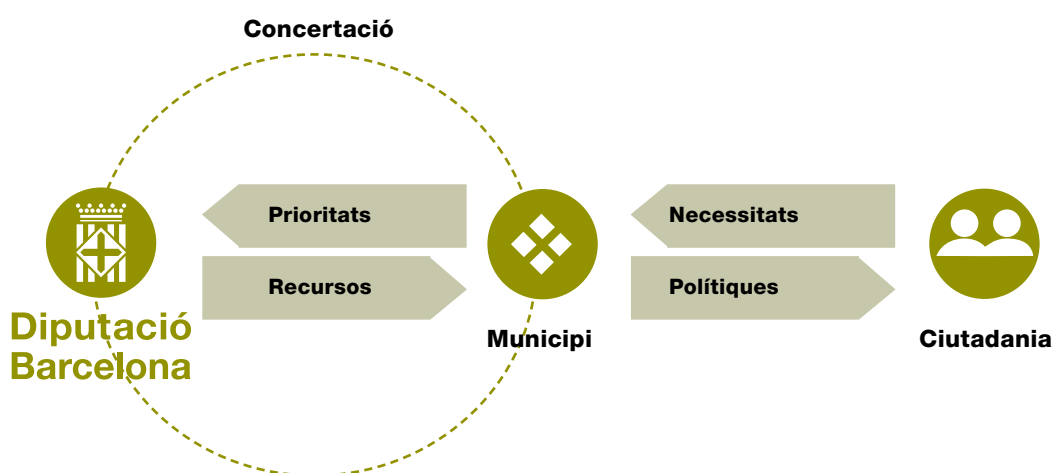 Concertació
Prioritats
Necessitats
Recursos
Polítiques
Diputació
Barcelona
Municipi
Ciutadania